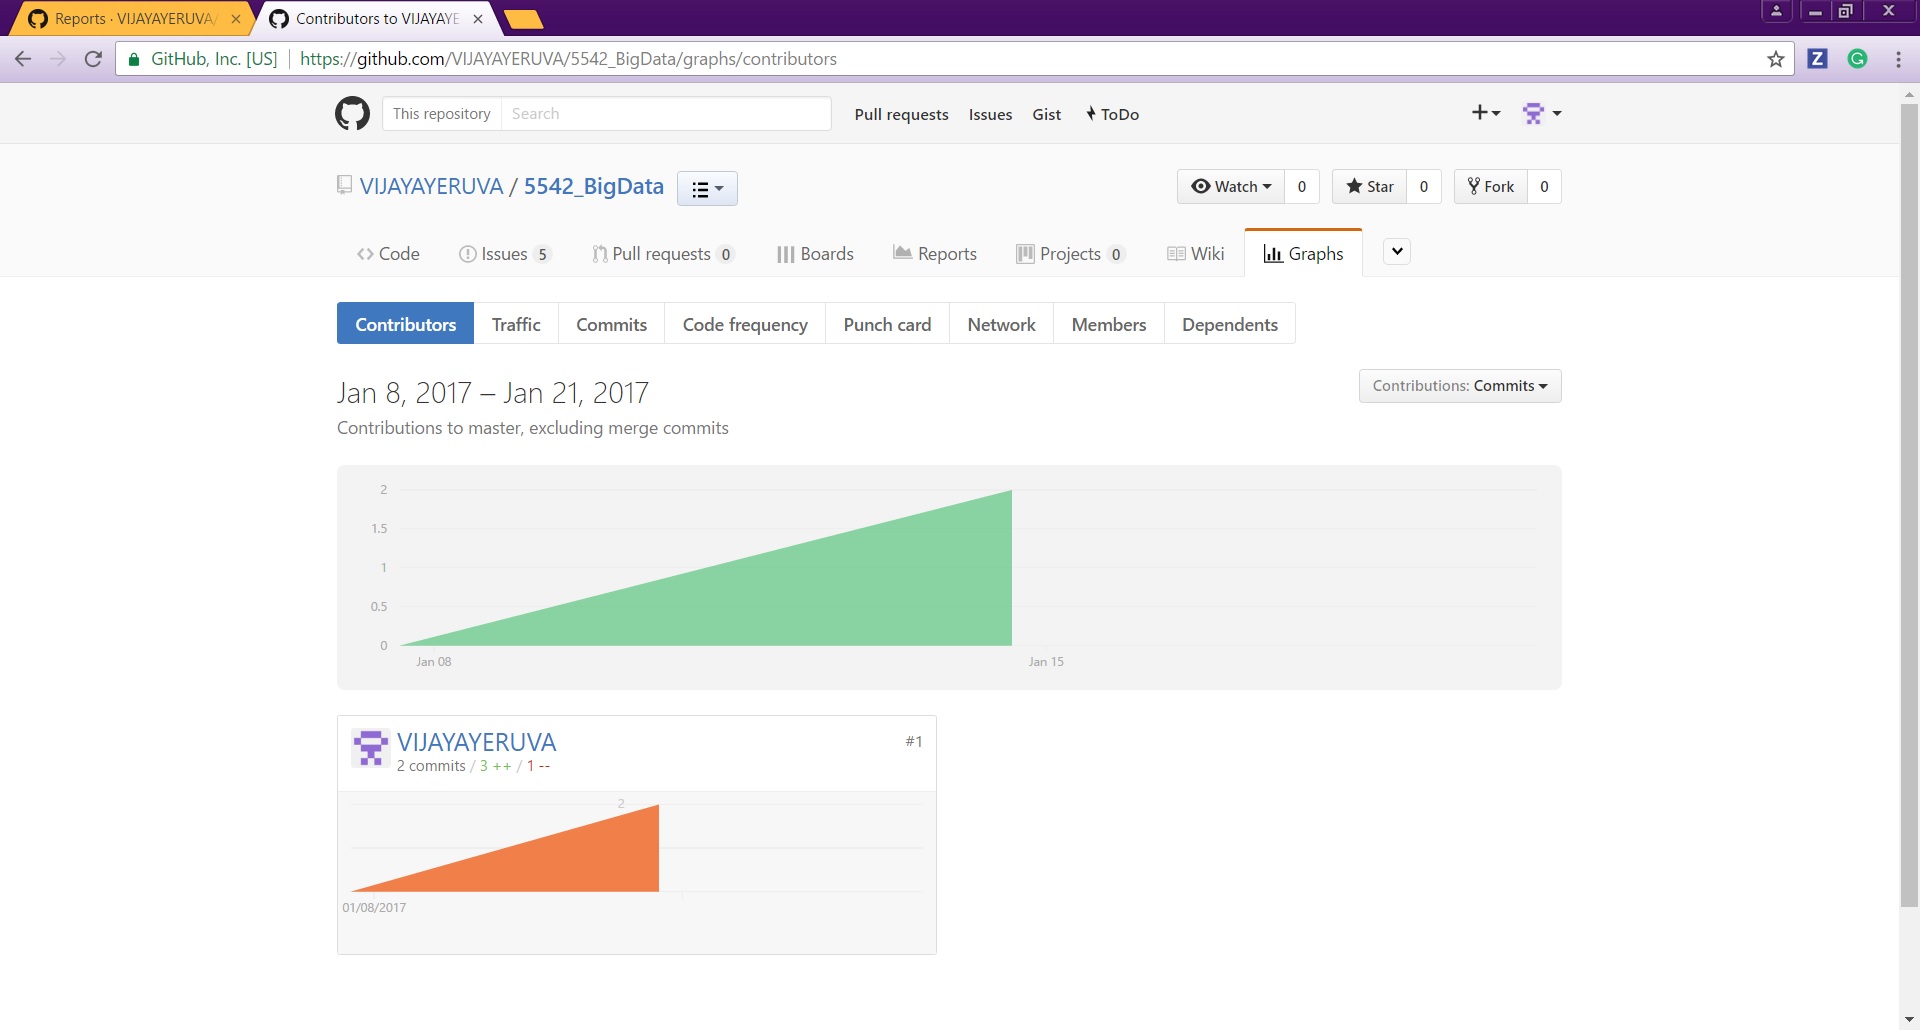 Reports · VIJAYAYERUVA/
Contributors to VIJAYAYE
GitHub, Inc. [US] https://github.com/VIJAYAYERUVA/5542_BigData/graphs/contributors
Z G
This repository Search Pull requests Issues Gist ToDo
VIJAYAYERUVA / 5542_BigData Watch 0 Star 0 Fork 0
Code Issues 5 Pull requests 0 Boards Reports Projects 0 Wiki Graphs
Contributors Traffic Commits Code frequency Punch card Network Members Dependents
Jan 8, 2017 – Jan 21, 2017 Contributions: Commits
Contributions to master, excluding merge commits
2
1.5
1
0.5
0
Jan 08 Jan 15
VIJAYAYERUVA #1
2 commits / 3 ++ / 1 --
2
01/08/2017